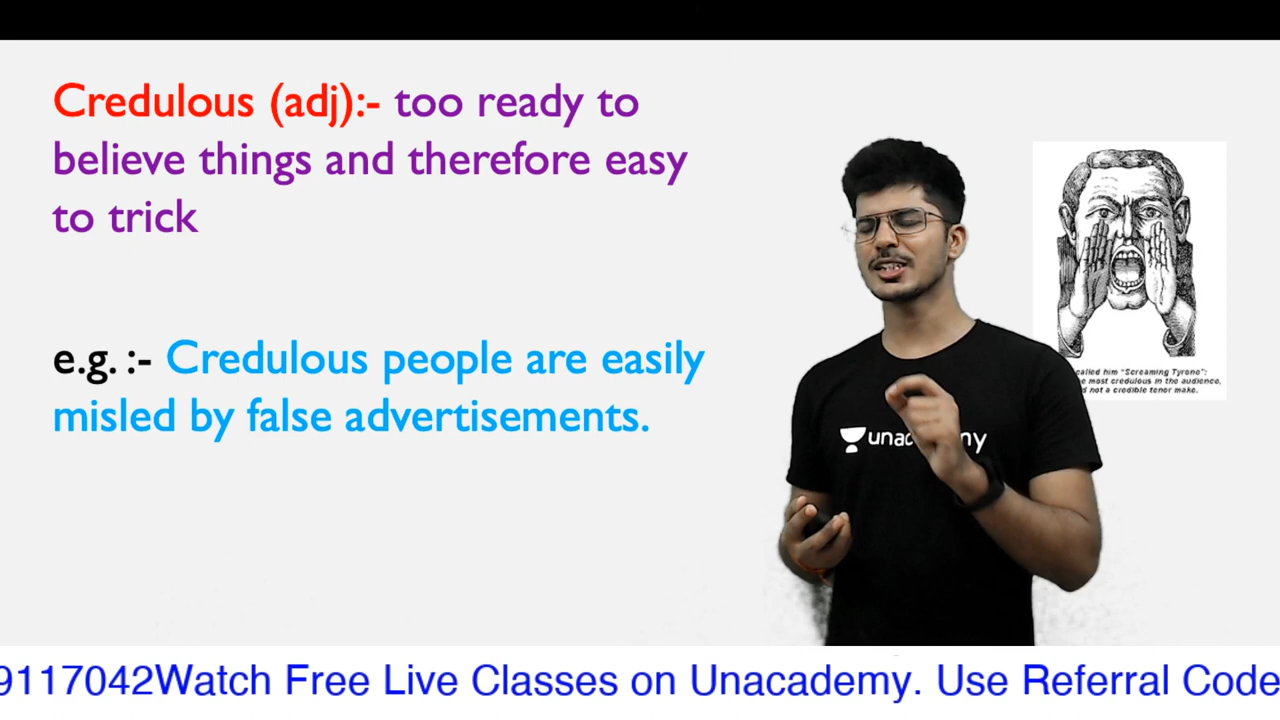 Credulous (adj):- too ready to
believe things and therefore easy
to trick
e.g. :- Credulous people are easily
misled by false advertisements.
called him "Screaming Tyrono":
most credulous in the audience,
not a credible tenor make.
unacademy
9117042Watch Free Live Classes on Unacademy. Use Referral Code